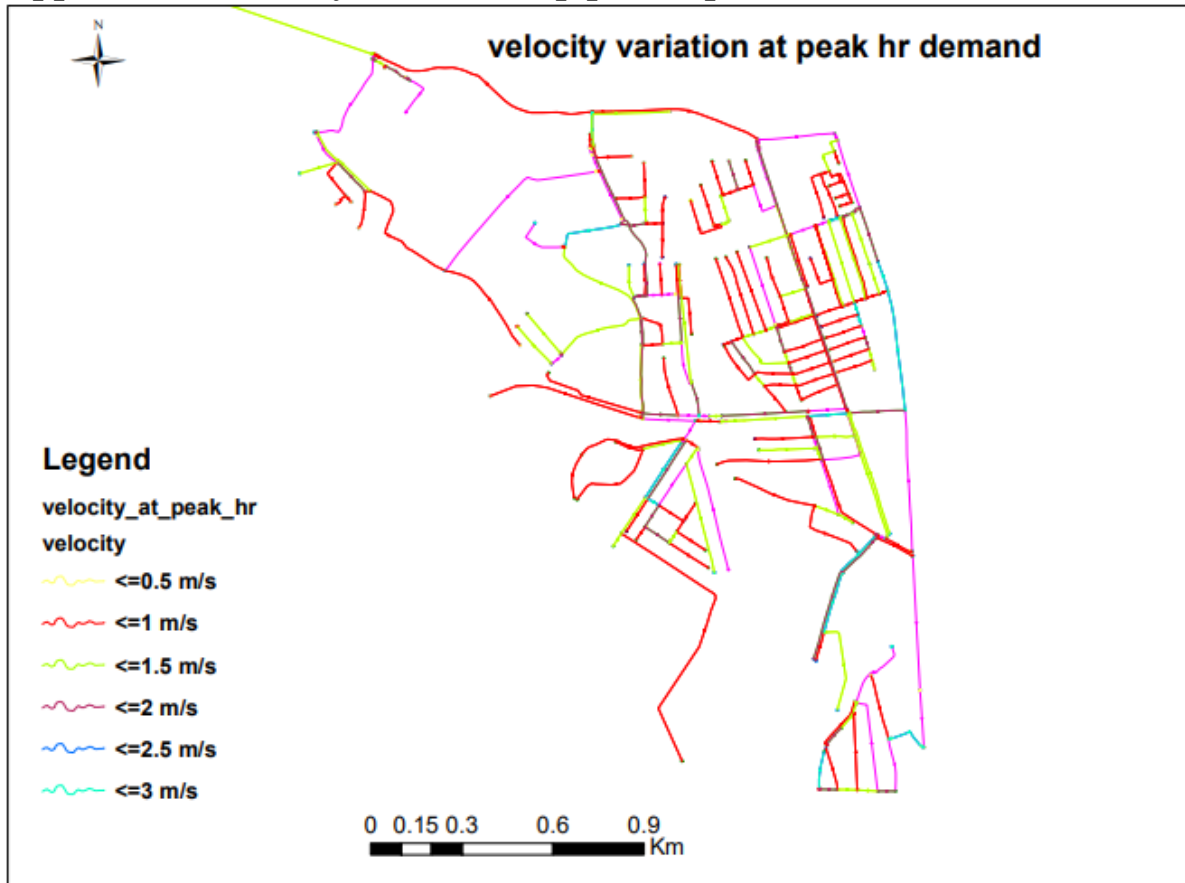 N
velocity variation at peak hr demand
Legend
velocity_at_peak_hr
velocity
<=0.5 m/s
<=1 m/s
<=1.5 m/s
<=2 m/s
<=2.5 m/s
<=3 m/s
0 0.15 0.3 0.6 0.9
Km